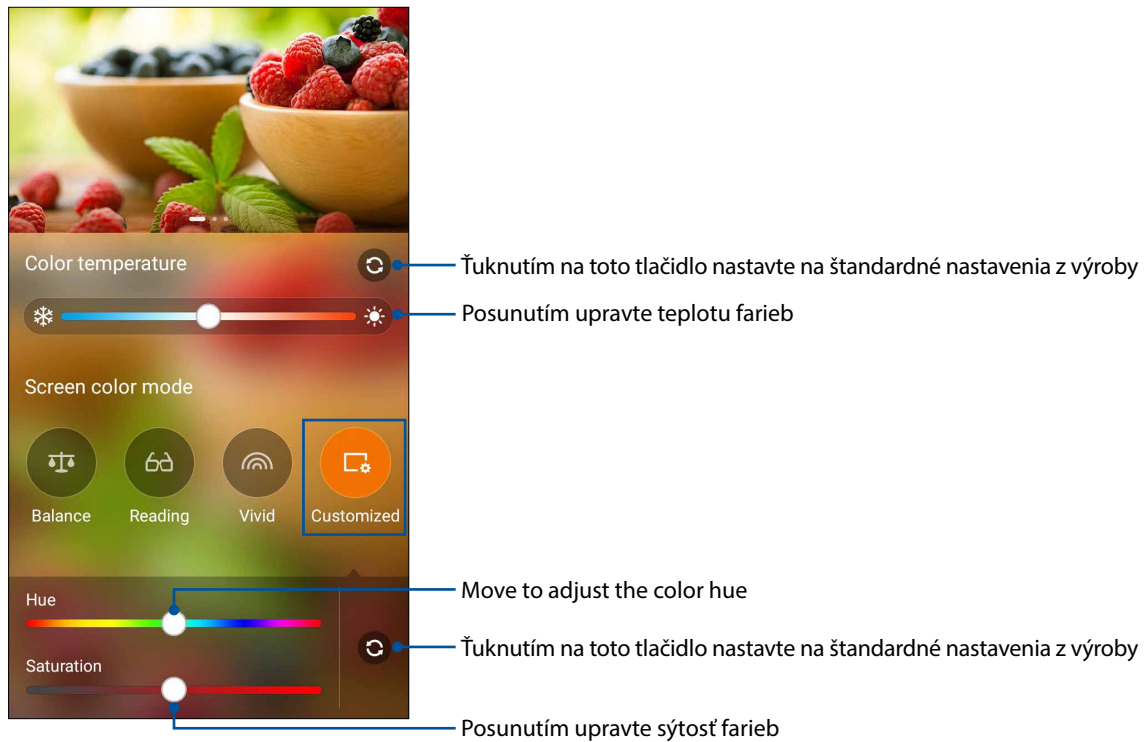 Color temperature
Ťuknutím na toto tlačidlo nastavte na štandardné nastavenia z výroby
Posunutím upravte teplotu farieb
Screen color mode
Balance Reading Vivid Customized
Move to adjust the color hue
Hue
Ťuknutím na toto tlačidlo nastavte na štandardné nastavenia z výroby
Saturation
Posunutím upravte sýtosť farieb